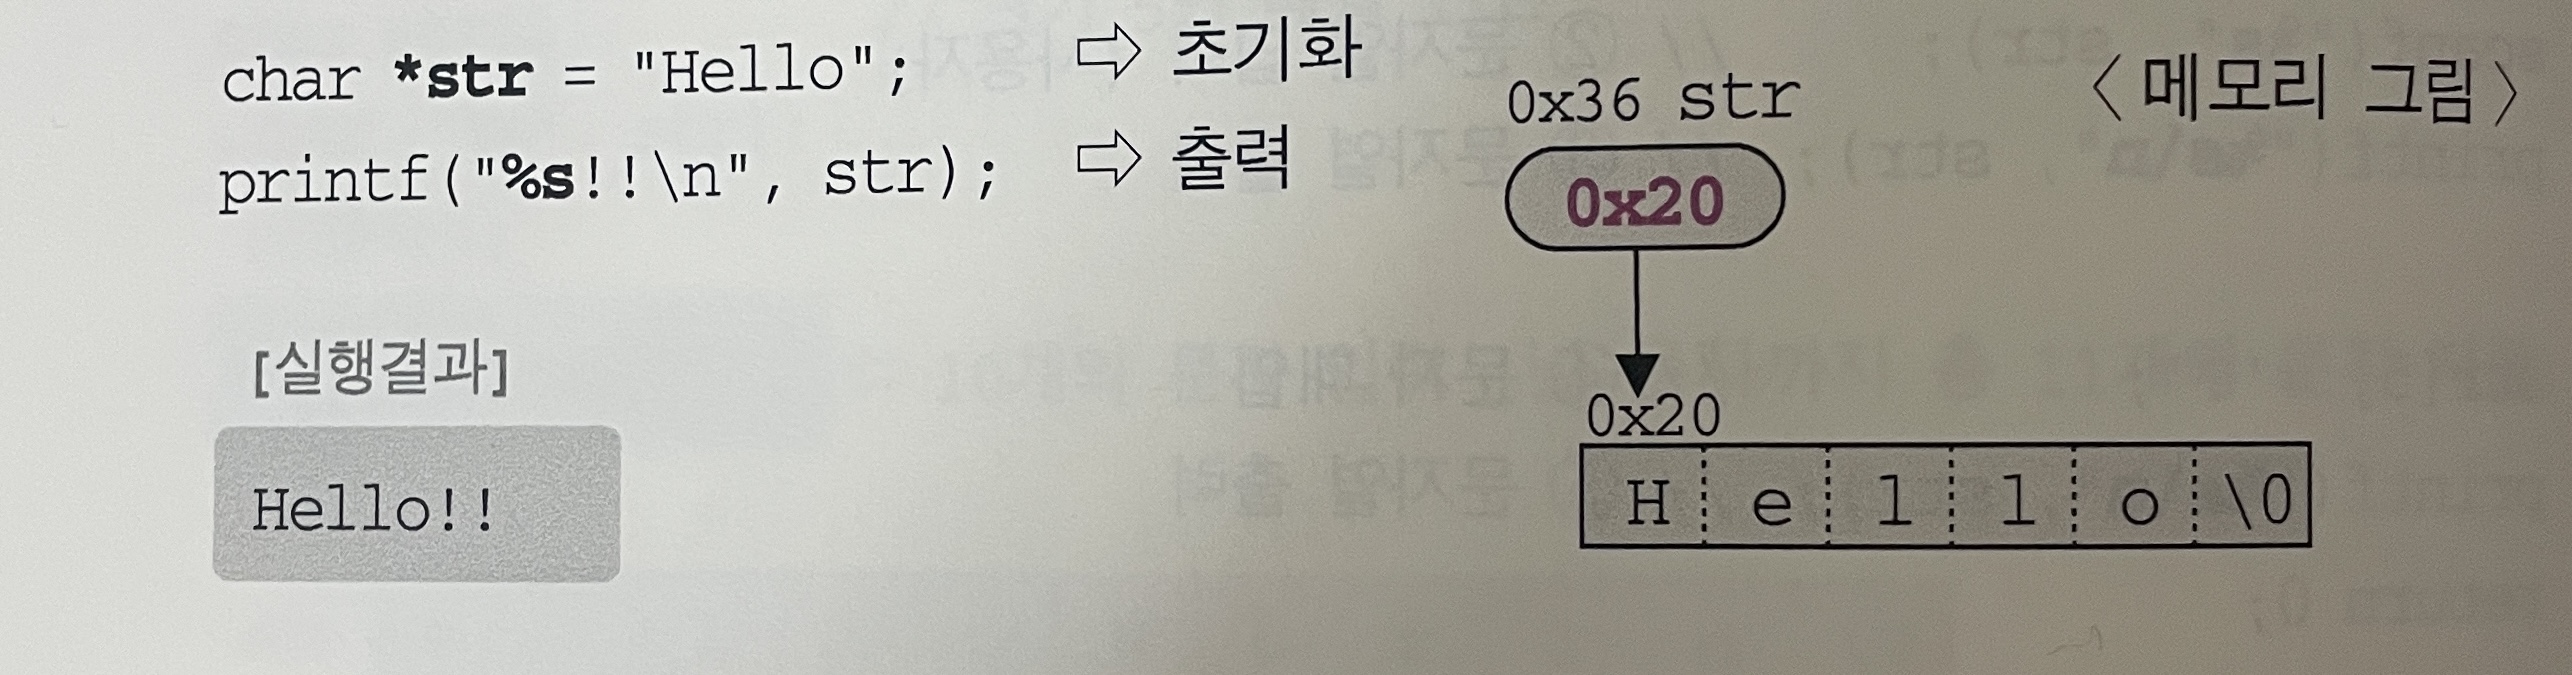 char *str = "Hello"; ⇨ 초기화
printf("%s!!\n", str); ⇨ 출력
[실행결과]
Hello!!
〈메모리 그림〉
0x36 str
0x20
0x20
H e l l o \0